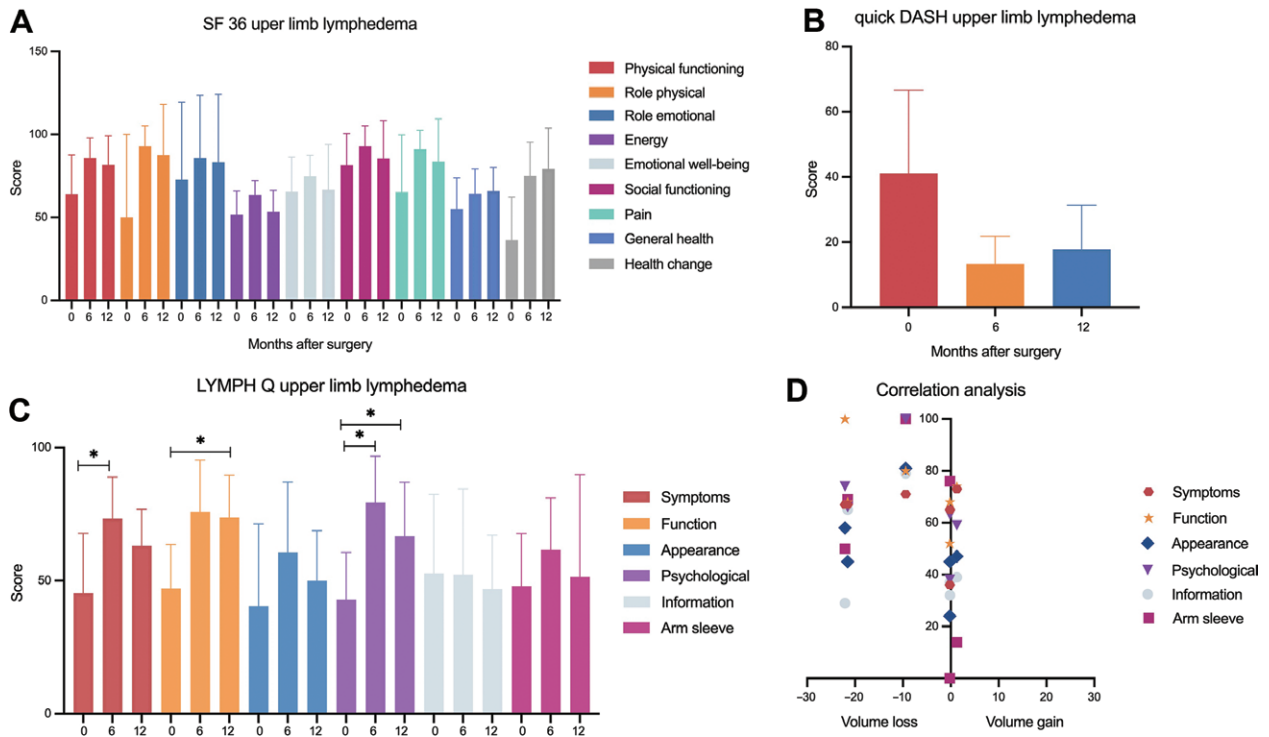 A
SF 36 uper limb lymphedema
150
100
50
0
Score
0 6 12 0 6 12 0 6 12 0 6 12 0 6 12 0 6 12 0 6 12 0 6 12 0 6 12
Months after surgery
Physical functioning
Role physical
Role emotional
Energy
Emotional well-being
Social functioning
Pain
General health
Health change
B
quick DASH upper limb lymphedema
80
60
40
20
0
Score
0 6 12
Months after surgery
C
LYMPH Q upper limb lymphedema
100
50
0
Score
* * * *
0 6 12 0 6 12 0 6 12 0 6 12 0 6 12 0 6 12
Symptoms
Function
Appearance
Psychological
Information
Arm sleeve
D
Correlation analysis
100
80
60
40
20
−30 −20 −10 0 10 20 30
Volume loss Volume gain
Symptoms
Function
Appearance
Psychological
Information
Arm sleeve